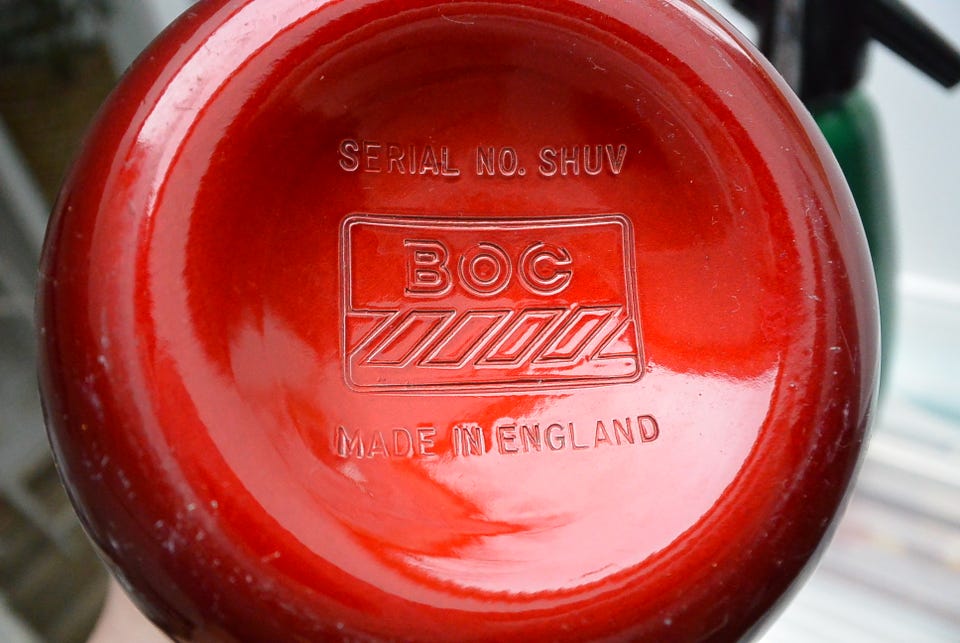 SERIAL NO. SHUV
BOC
MADE IN ENGLAND